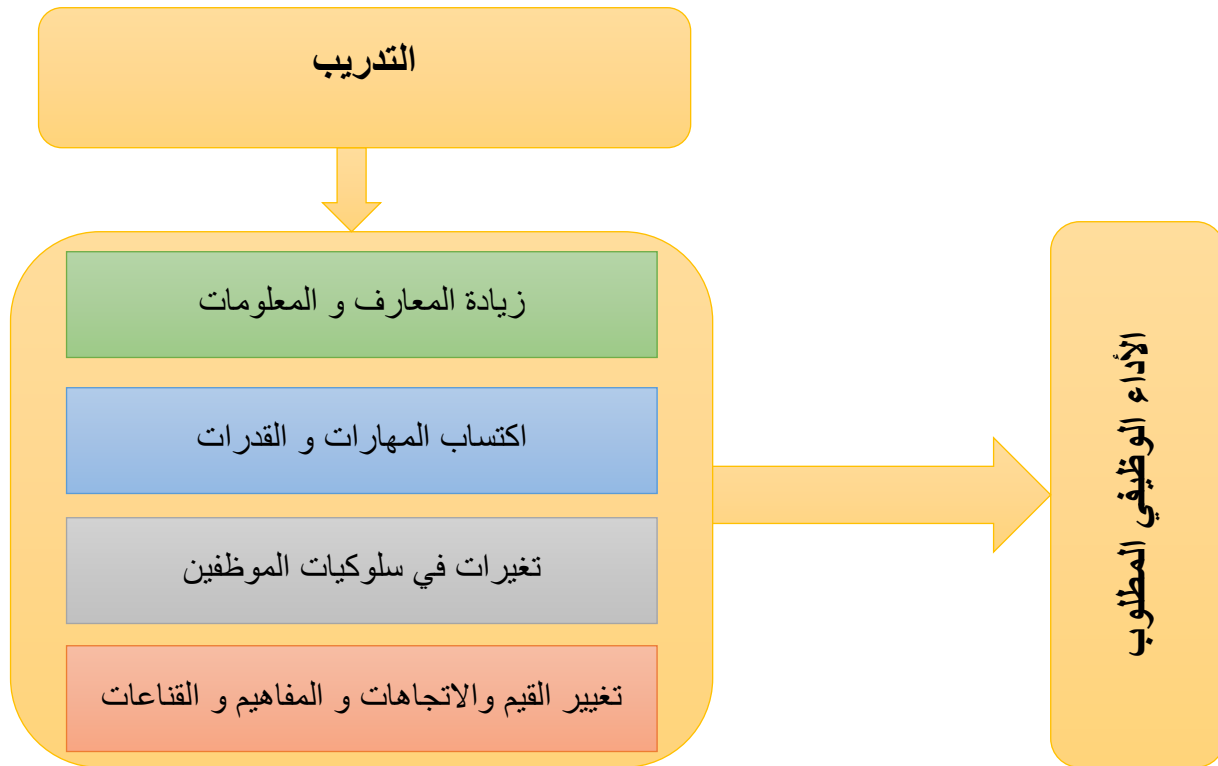 التدريب
زيادة المعارف و المعلومات
اكتساب المهارات و القدرات
تغيرات في سلوكيات الموظفين
تغيير القيم والاتجاهات و المفاهيم و القناعات
الأداء الوظيفي المطلوب